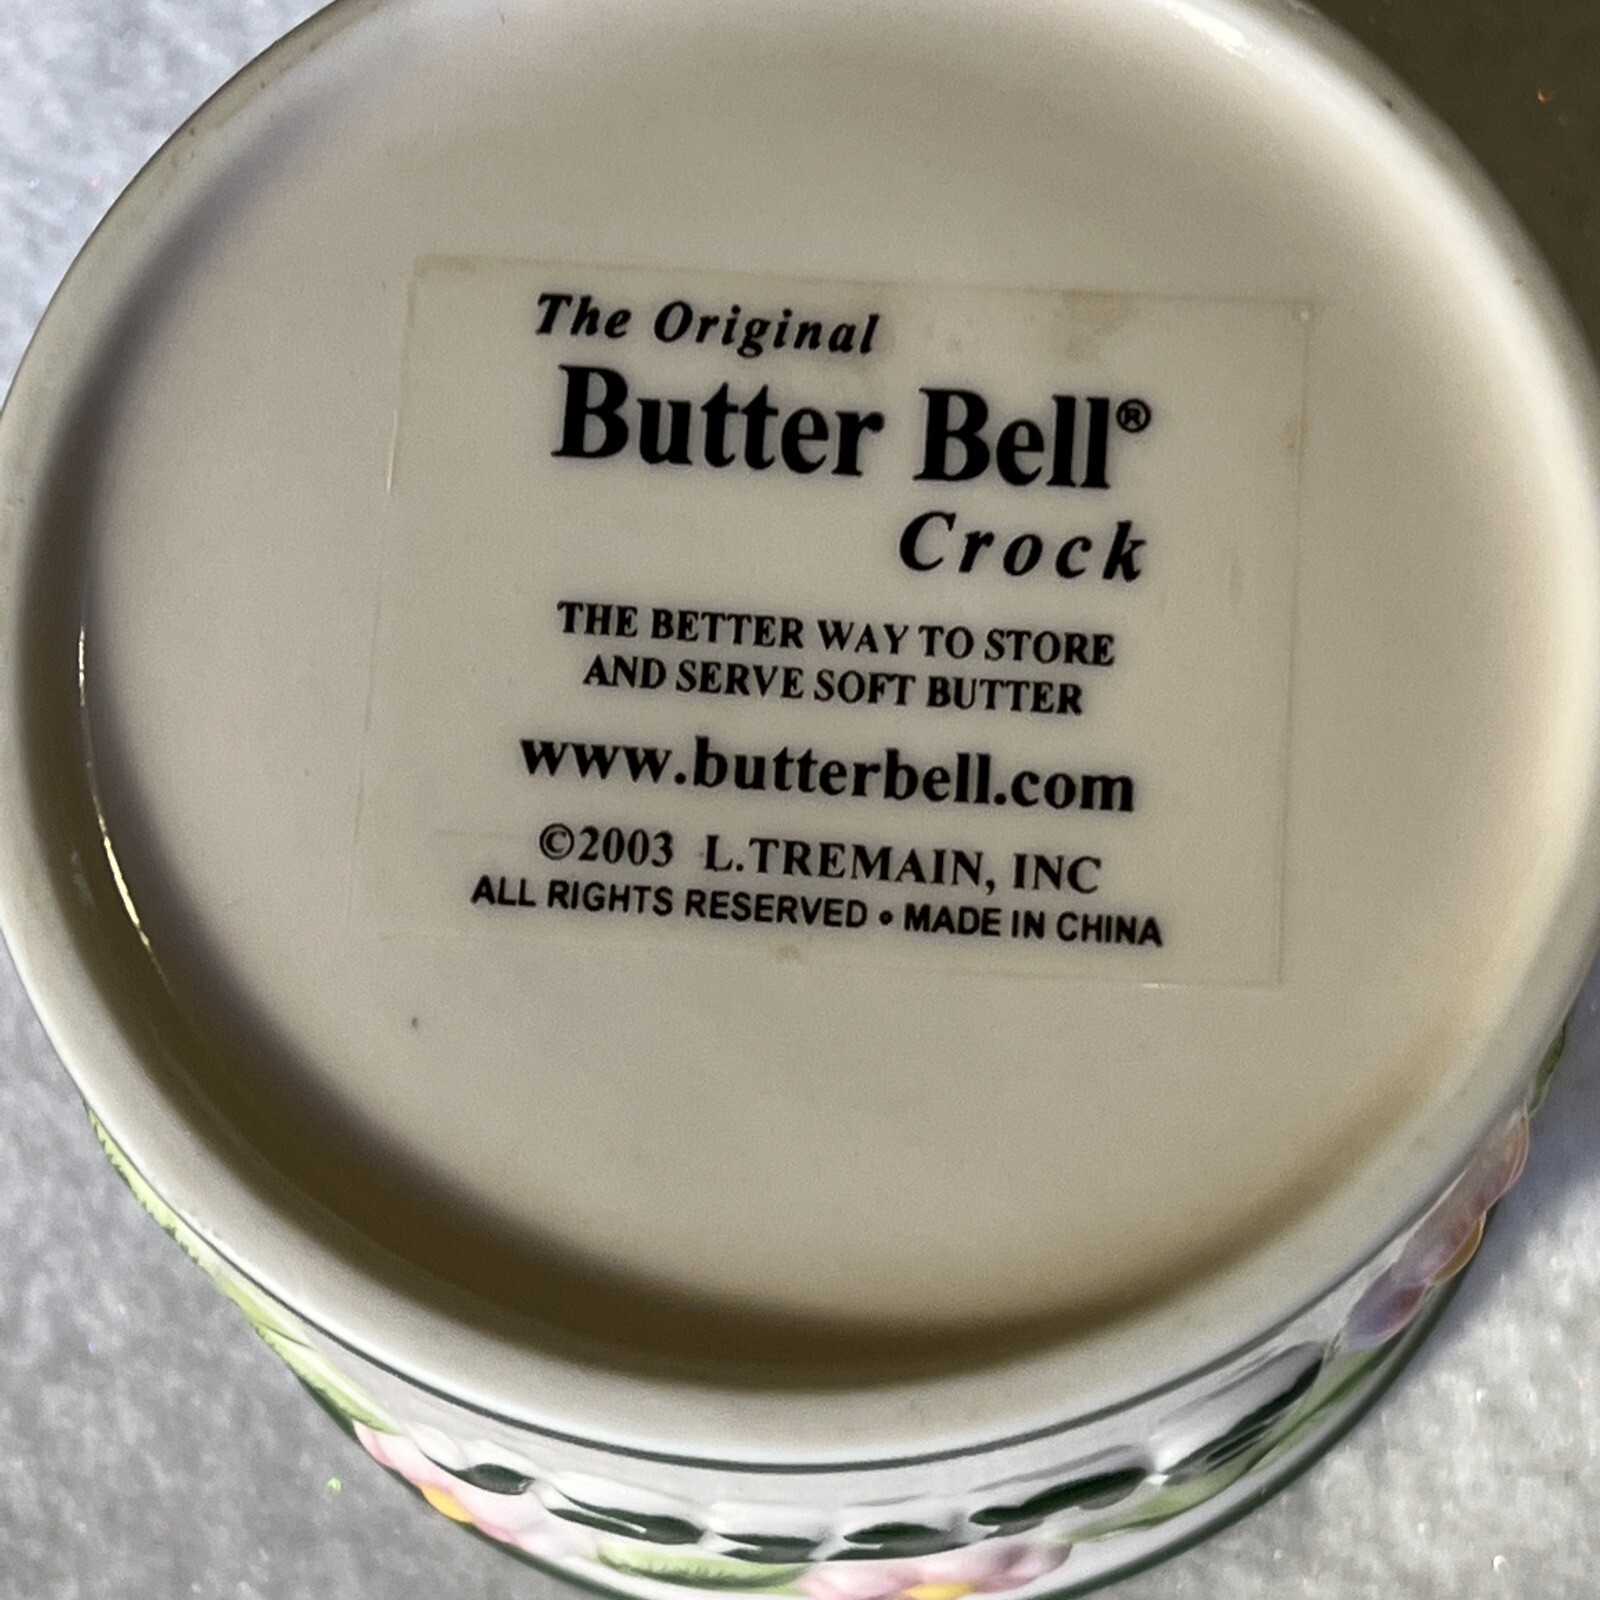 The Original
Butter Bell®
Crock
THE BETTER WAY TO STORE
AND SERVE SOFT BUTTER
www.butterbell.com
©2003 L.TREMAIN, INC
ALL RIGHTS RESERVED • MADE IN CHINA